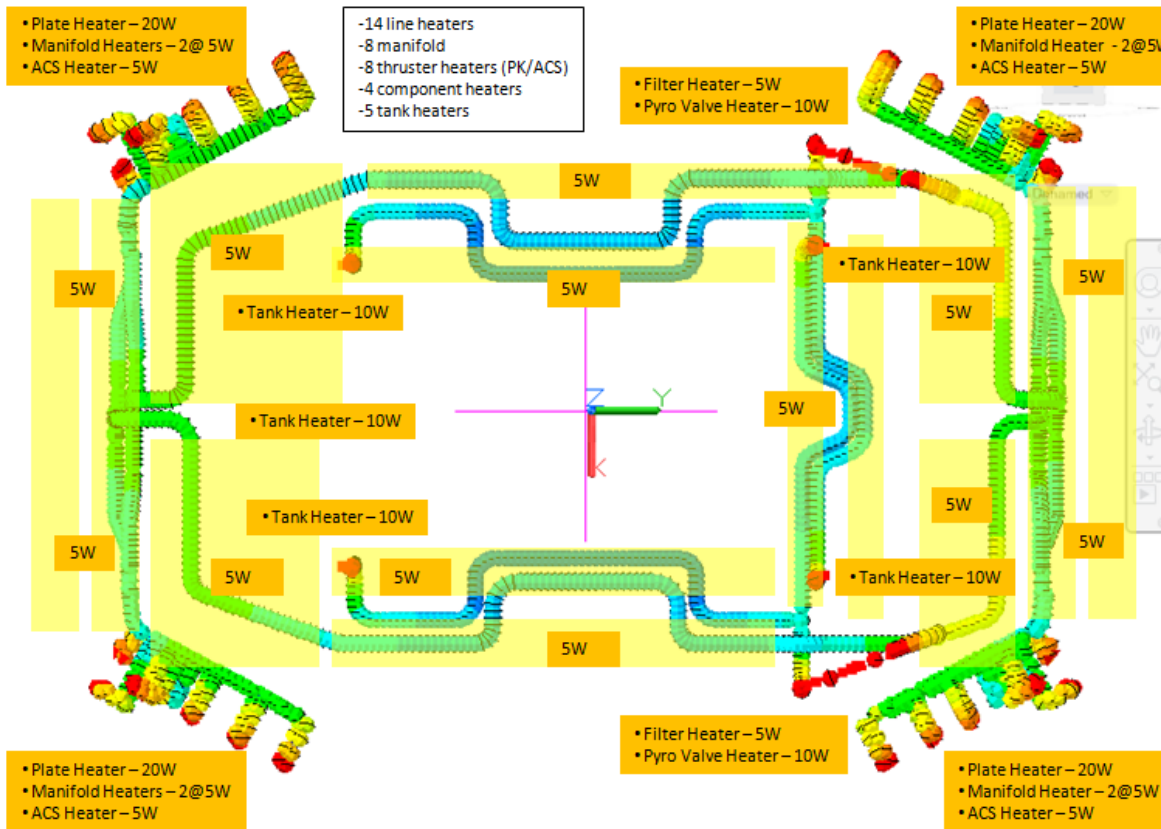 • Plate Heater – 20W
• Manifold Heaters – 2@ 5W
• ACS Heater – 5W
-14 line heaters
-8 manifold
-8 thruster heaters (PK/ACS)
-4 component heaters
-5 tank heaters
• Filter Heater – 5W
• Pyro Valve Heater – 10W
• Plate Heater – 20W
• Manifold Heater - 2@5W
• ACS Heater – 5W
5W
Unnamed
5W
• Tank Heater – 10W
5W
5W
5W
• Tank Heater – 10W
5W
Z
Y
X
• Tank Heater – 10W
5W
• Tank Heater – 10W
5W
5W
5W
5W
5W
• Tank Heater – 10W
5W
• Filter Heater – 5W
• Pyro Valve Heater – 10W
• Plate Heater – 20W
• Manifold Heaters – 2@5W
• ACS Heater – 5W
• Plate Heater – 20W
• Manifold Heater – 2@5W
• ACS Heater – 5W